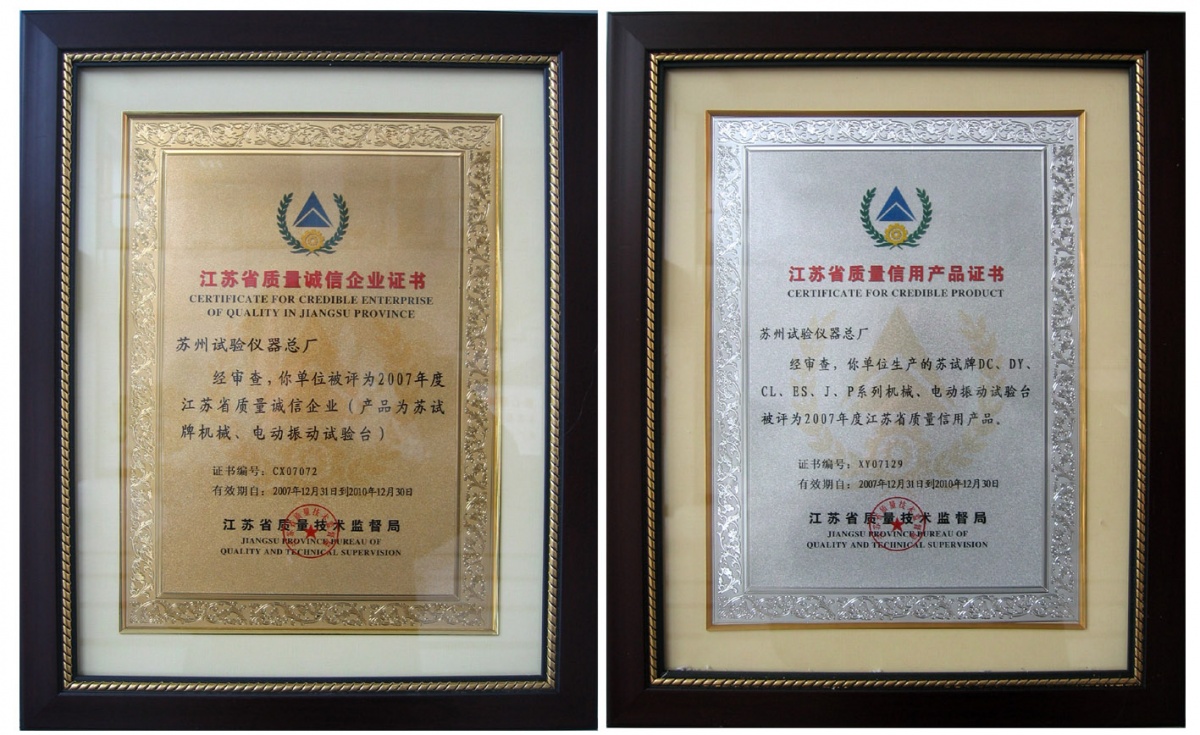 江苏省质量诚信企业证书
CERTIFICATE FOR CREDIBLE ENTERPRISE
OF QUALITY IN JIANGSU PROVINCE
苏州试验仪器总厂
经审查，你单位被评为2007年度
江苏省质量诚信企业（产品为苏试
牌机械、电动振动试验台）
证书编号：CX07072
有效期自：2007年12月31日到2010年12月30日
江苏省质量技术监督局
JIANGSU PROVINCE BUREAU OF
QUALITY AND TECHNICAL SUPERVISION
江苏省质量信用产品证书
CERTIFICATE FOR CREDIBLE PRODUCT
苏州试验仪器总厂
经审查，你单位生产的苏试牌DC、DY、
CL、ES、J、P系列机械、电动振动试验台
被评为2007年度江苏省质量信用产品。
证书编号：XY07129
有效期自：2007年12月31日到2010年12月30日
江苏省质量技术监督局
JIANGSU PROVINCE BUREAU OF
QUALITY AND TECHNICAL SUPERVISION